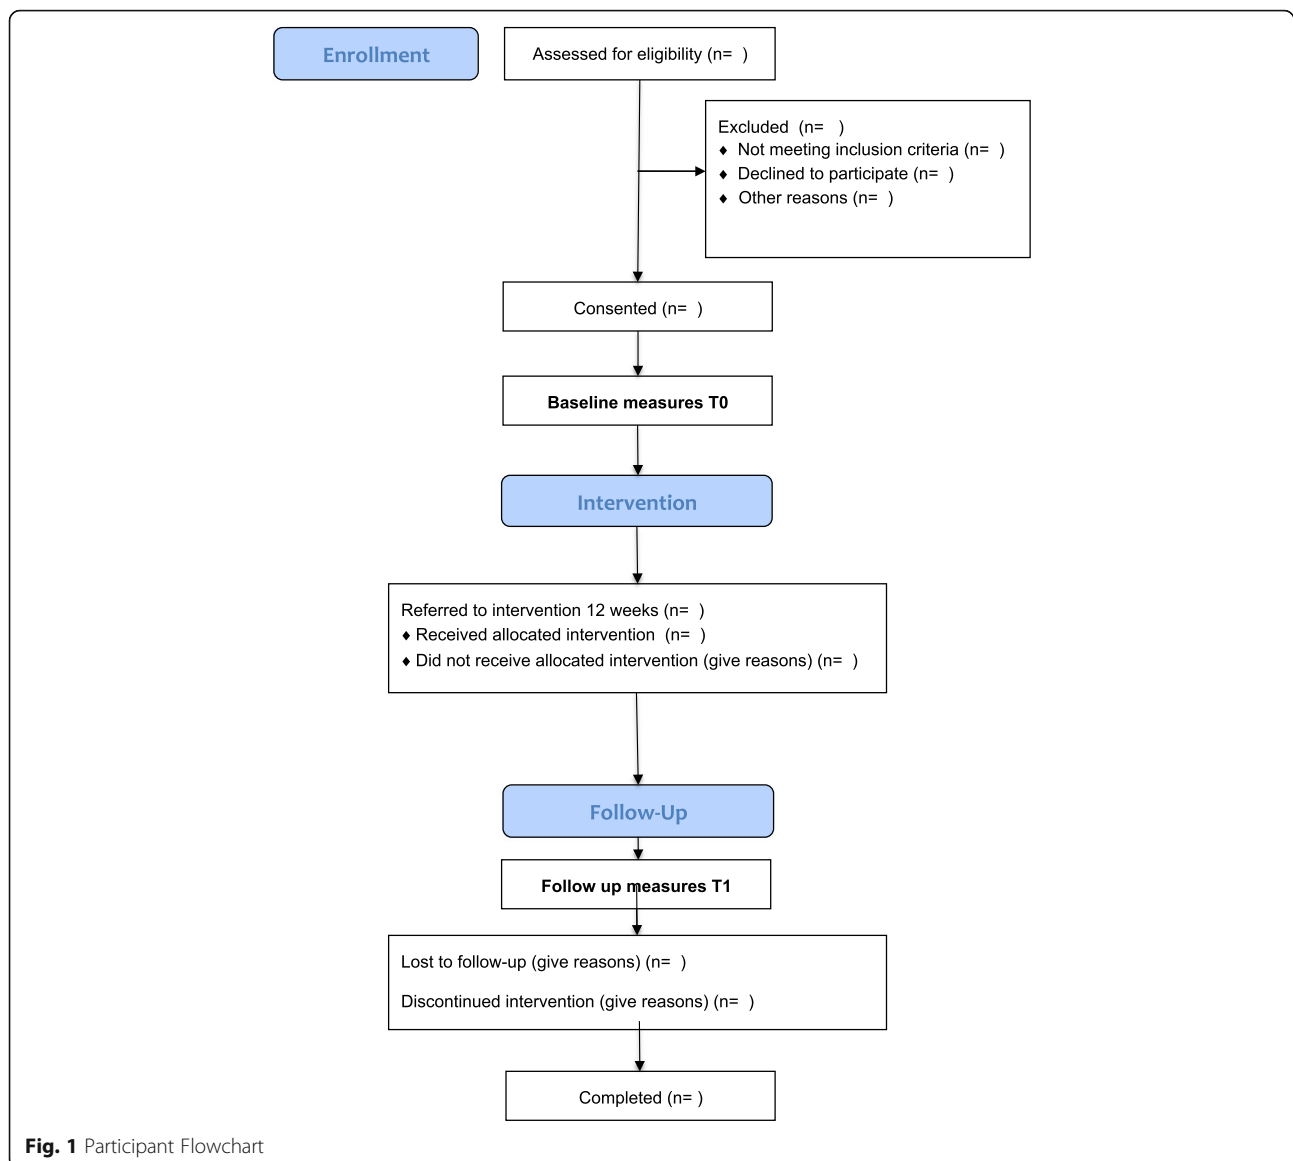 Enrollment
Assessed for eligibility (n=  )
Excluded  (n=   )
♦ Not meeting inclusion criteria (n=  )
♦ Declined to participate (n=  )
♦ Other reasons (n=  )
Consented (n=  )
Baseline measures T0
Intervention
Referred to intervention 12 weeks (n=  )
♦ Received allocated intervention  (n=  )
♦ Did not receive allocated intervention (give reasons) (n=  )
Follow-Up
Follow up measures T1
Lost to follow-up (give reasons) (n=  )
Discontinued intervention (give reasons) (n=  )
Completed (n= )
Fig. 1 Participant Flowchart